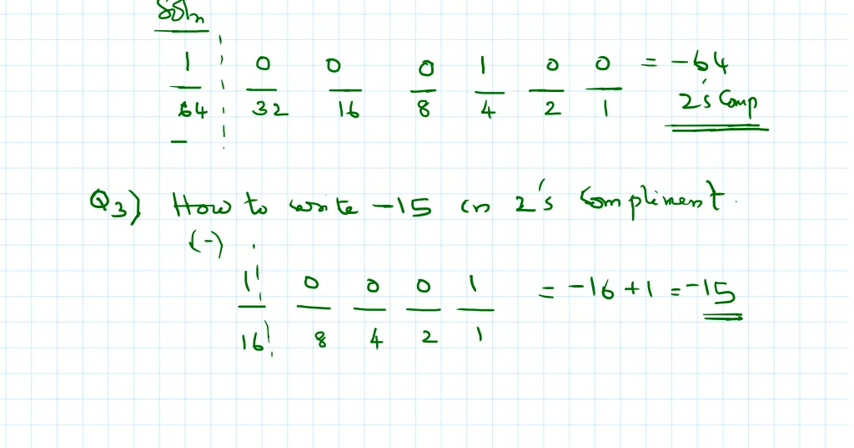 Soln
1 0 0 0 1 0 0 = -64
64 32 16 8 4 2 1 2's Comp
Q3) How to write -15 in 2's Compliment.
(-)
1 0 0 0 1 = -16 + 1 = -15
16 8 4 2 1